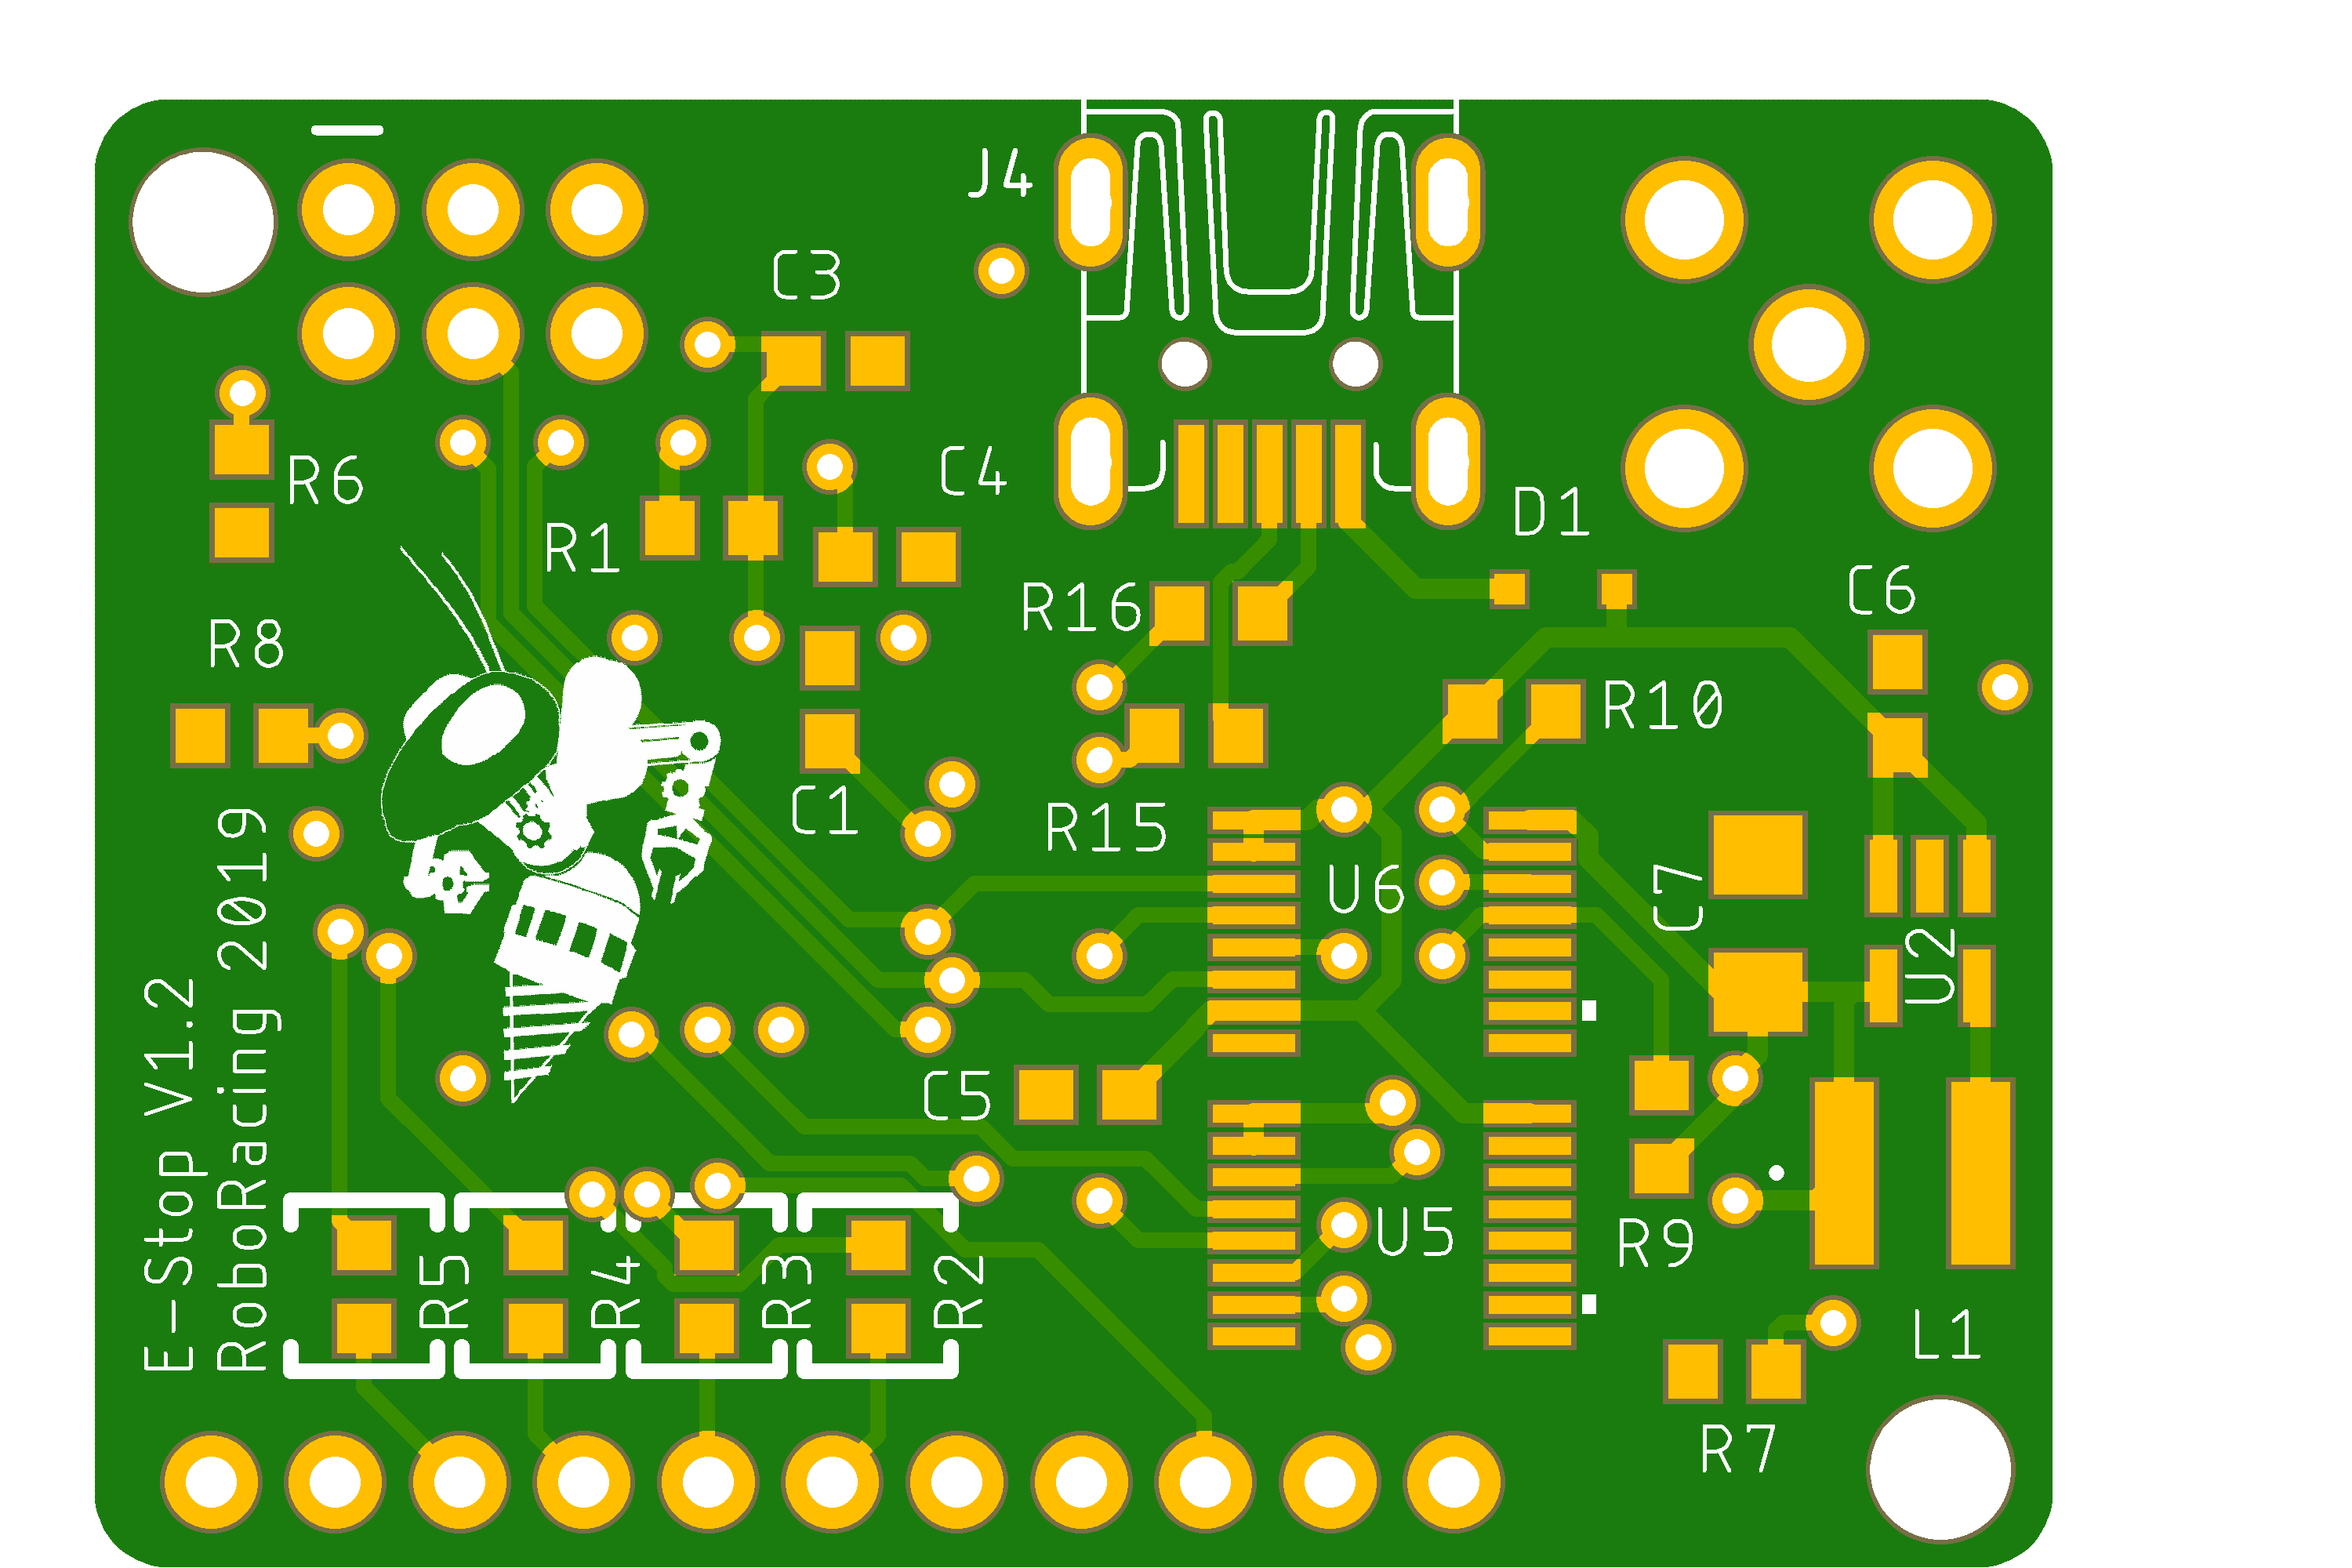 J4
C3
C4
R6
D1
R1
C6
R16
R8
R10
C1
R15
U6
C7
U2
C5
E-Stop V1.2
RoboRacing 2019
U5
R9
R5
R4
R3
R2
L1
R7